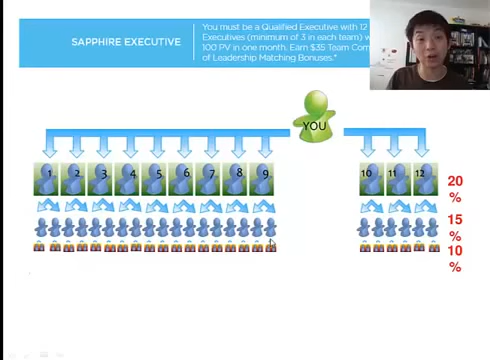 You must be a Qualified Executive with 12
Executives (minimum of 3 in each team) w
SAPPHIRE EXECUTIVE
100 PV in one month. Earn $35 Team Com
of Leadership Matching Bonuses.*
YOU
1 2 3 4 5 6 7 8 9 10 11 12
20
%
15
%
10
%